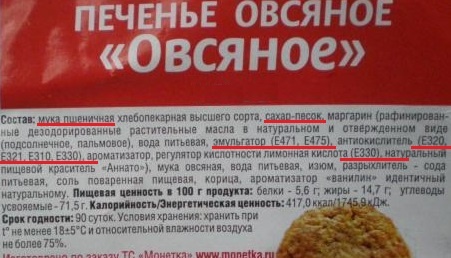 ПЕЧЕНЬЕ ОВСЯНОЕ
«ОВСЯНОЕ»
Состав: мука пшеничная хлебопекарная высшего сорта, сахар-песок, маргарин (рафинирован-
ные дезодорированные растительные масла в натуральном и отверждённом виде
(подсолнечное, пальмовое), вода питьевая, эмульгатор (Е471, Е475), антиокислитель (Е320,
Е321, Е310, Е330), ароматизатор, регулятор кислотности лимонная кислота (Е330), натуральный
пищевой краситель «Аннато»), мука овсяная, вода питьевая, изюм, разрыхлитель - сода
питьевая, соль поваренная пищевая, корица, ароматизатор «ванилин» идентичный
натуральному. Пищевая ценность в 100 г продукта: белки - 5,6 г; жиры - 14,7 г; углеводы
усвояемые -71,5 г. Калорийность/Энергетическая ценность: 417,0 ккал/1745,9 кДж.
Срок годности: 90 суток. Условия хранения: хранить при
t° не менее 18±5°С и относительной влажности воздуха
не более 75%.
Изготовлено по заказу ТС «Монетка» www.monetka.ru